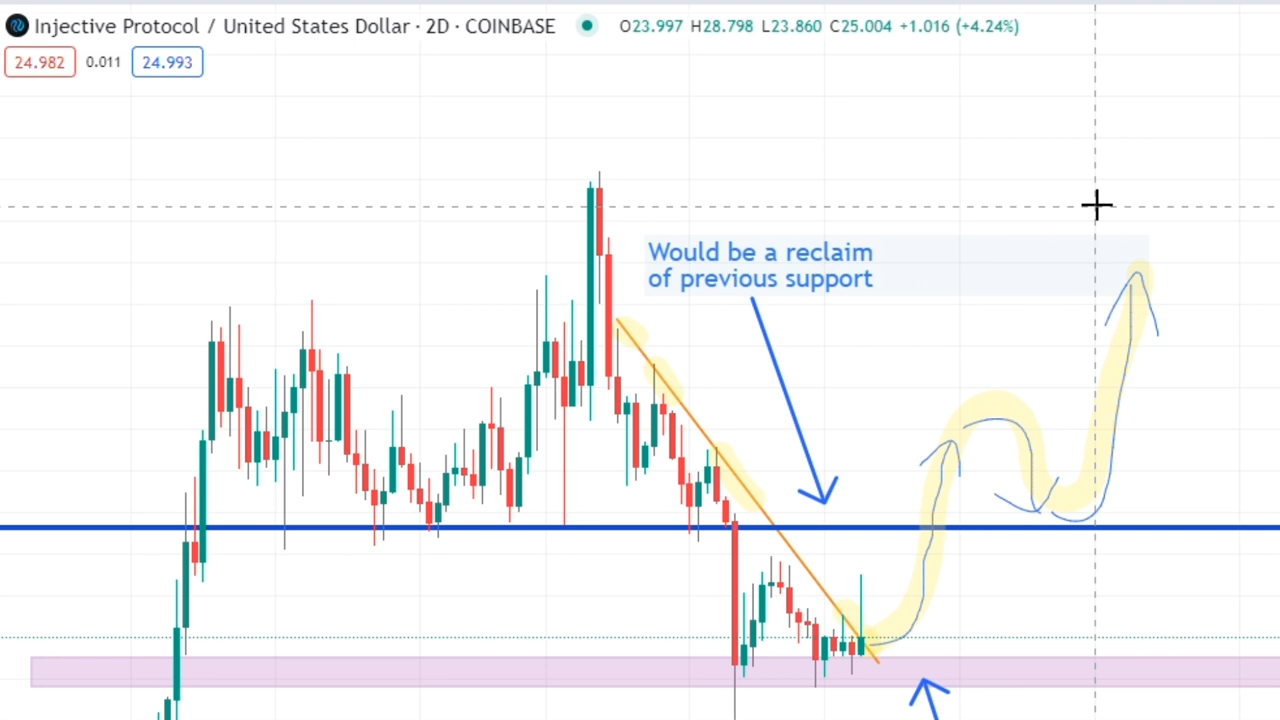 Injective Protocol / United States Dollar · 2D · COINBASE O23.997 H28.798 L23.860 C25.004 +1.016 (+4.24%)
24.982 0.011 24.993
Would be a reclaim
of previous support